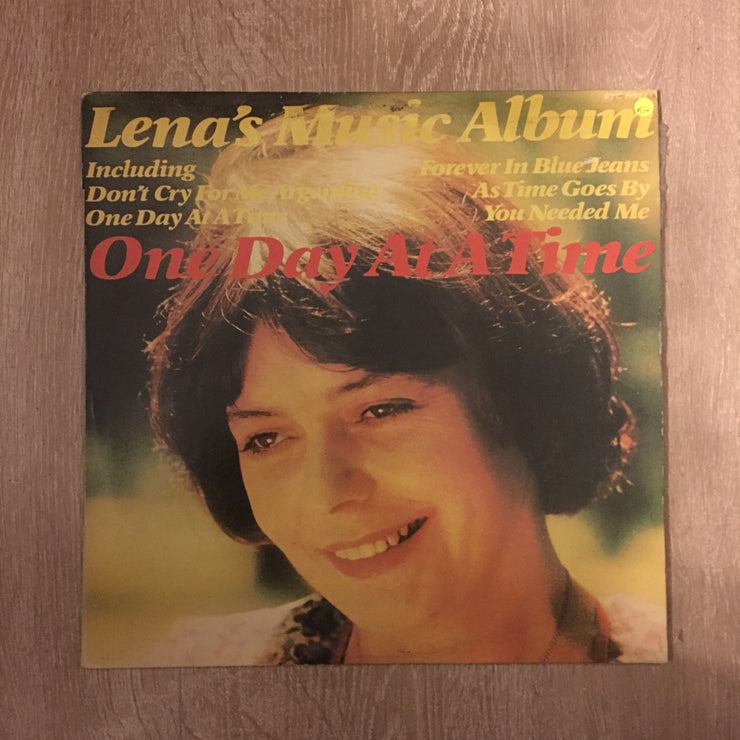 Lena's Music Album
Including
Don't Cry For Me Argentina
One Day At A Time
Forever In Blue Jeans
As Time Goes By
You Needed Me
One Day At A Time